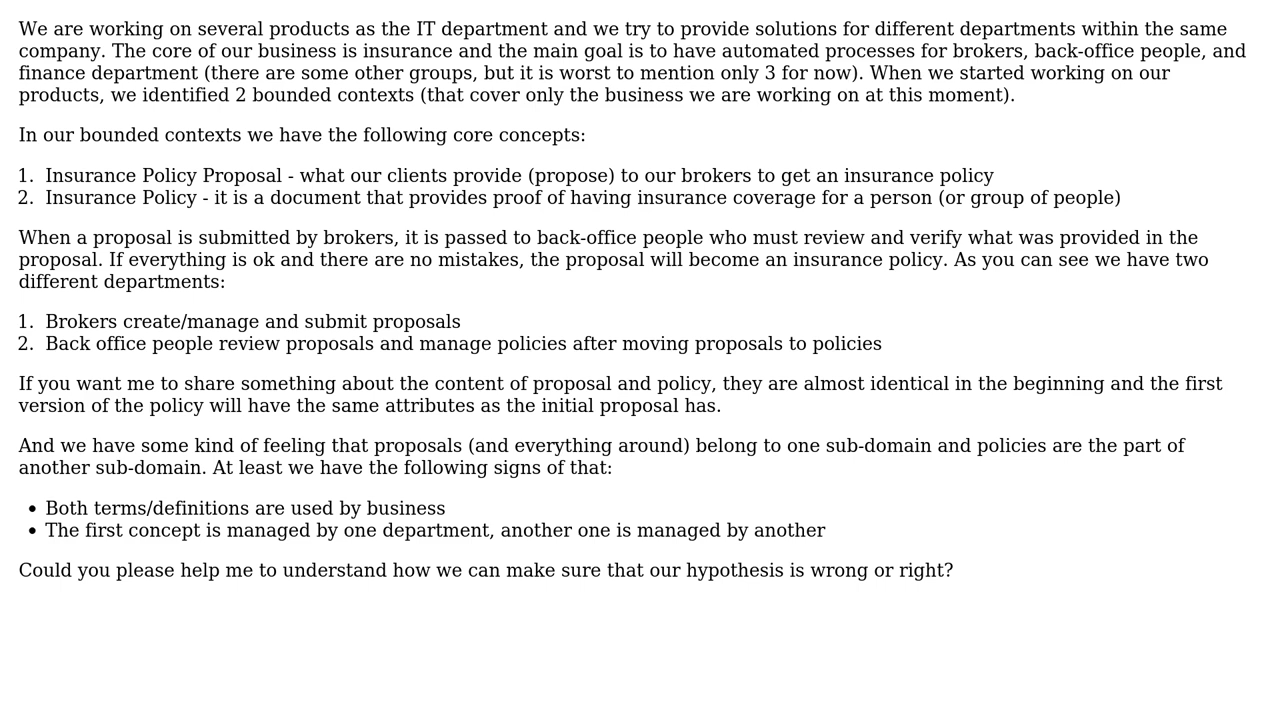 We are working on several products as the IT department and we try to provide solutions for different departments within the same
company. The core of our business is insurance and the main goal is to have automated processes for brokers, back-office people, and
finance department (there are some other groups, but it is worst to mention only 3 for now). When we started working on our
products, we identified 2 bounded contexts (that cover only the business we are working on at this moment).
In our bounded contexts we have the following core concepts:
1. Insurance Policy Proposal - what our clients provide (propose) to our brokers to get an insurance policy
2. Insurance Policy - it is a document that provides proof of having insurance coverage for a person (or group of people)
When a proposal is submitted by brokers, it is passed to back-office people who must review and verify what was provided in the
proposal. If everything is ok and there are no mistakes, the proposal will become an insurance policy. As you can see we have two
different departments:
1. Brokers create/manage and submit proposals
2. Back office people review proposals and manage policies after moving proposals to policies
If you want me to share something about the content of proposal and policy, they are almost identical in the beginning and the first
version of the policy will have the same attributes as the initial proposal has.
And we have some kind of feeling that proposals (and everything around) belong to one sub-domain and policies are the part of
another sub-domain. At least we have the following signs of that:
• Both terms/definitions are used by business
• The first concept is managed by one department, another one is managed by another
Could you please help me to understand how we can make sure that our hypothesis is wrong or right?